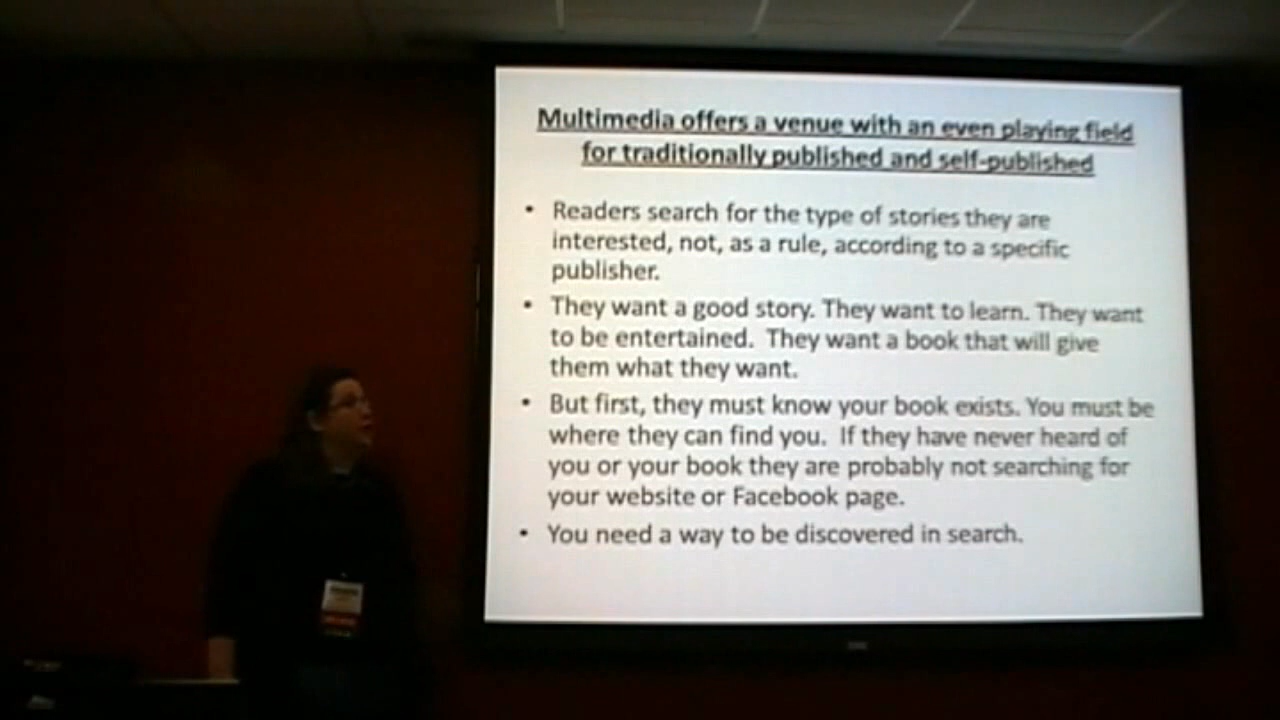 Multimedia offers a venue with an even playing field
for traditionally published and self-published
• Readers search for the type of stories they are
interested, not, as a rule, according to a specific
publisher.
• They want a good story. They want to learn. They want
to be entertained. They want a book that will give
them what they want.
• But first, they must know your book exists. You must be
where they can find you. If they have never heard of
you or your book they are probably not searching for
your website or Facebook page.
• You need a way to be discovered in search.